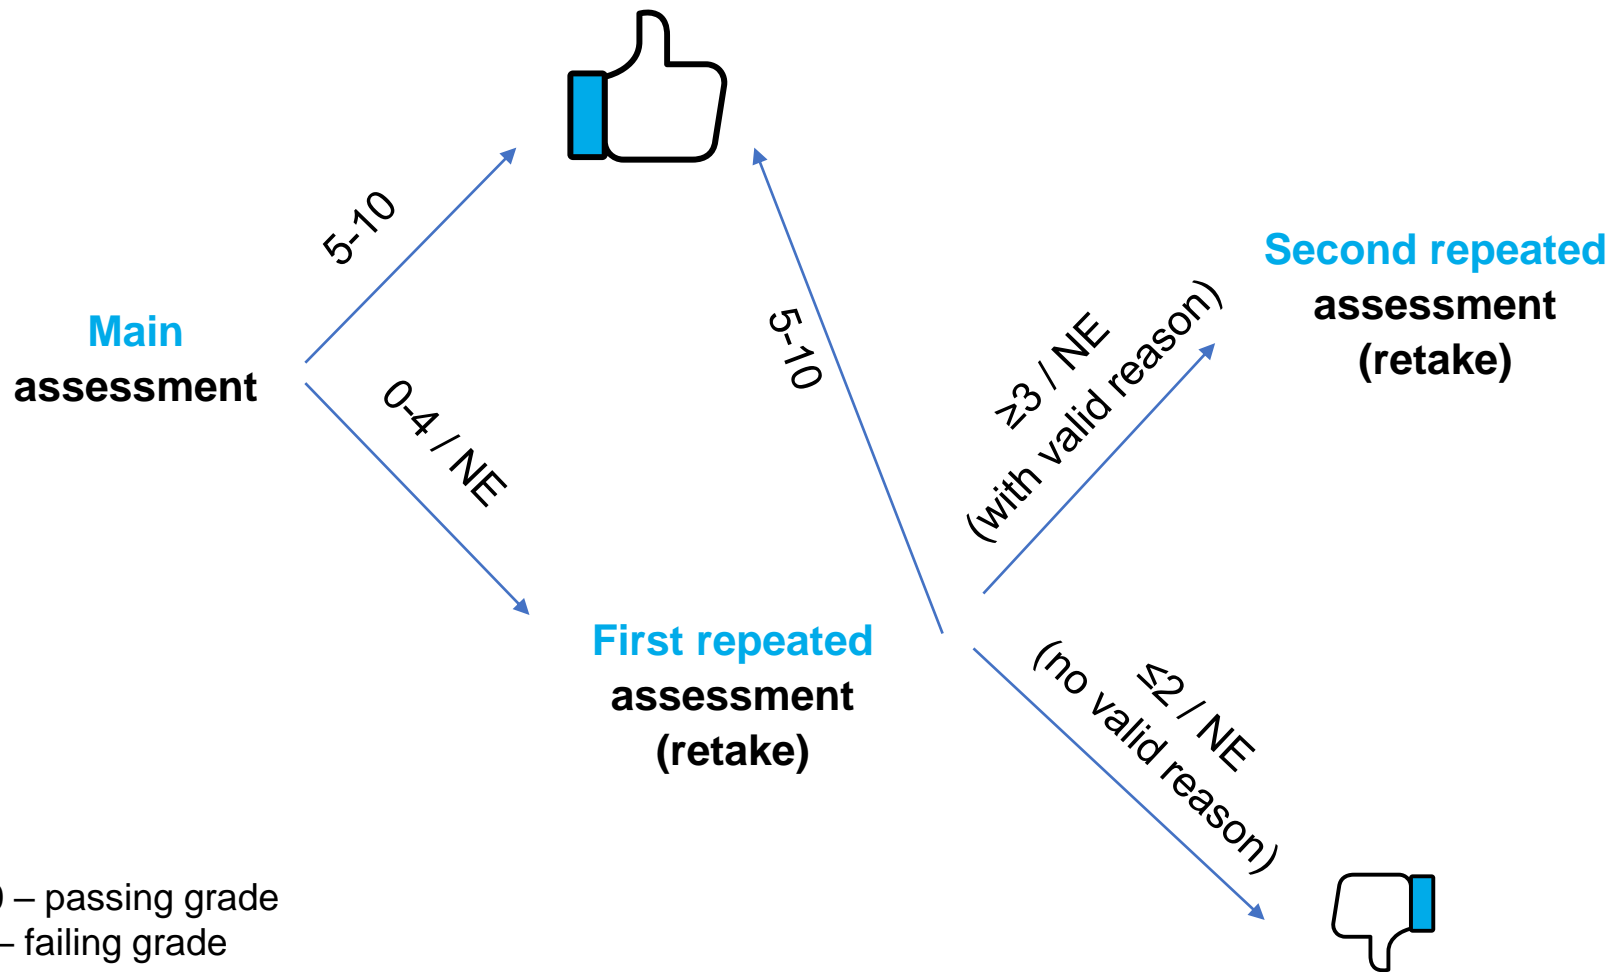 5-10
Main
assessment
0-4 / NE
5-10
≥3 / NE
(with valid reason)
Second repeated
assessment
(retake)
First repeated
assessment
(retake)
≤2 / NE
(no valid reason)
– passing grade
– failing grade